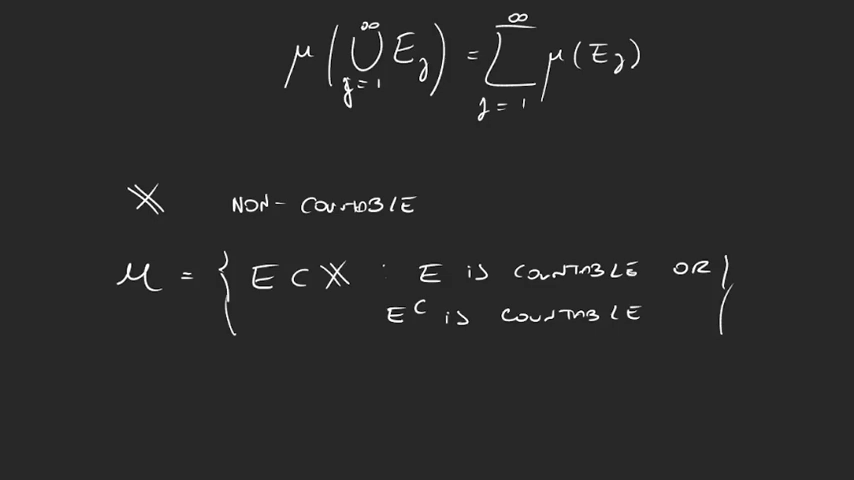 μ(⋃_{j=1}^{∞} E_j) = ∑_{j=1}^{∞} μ(E_j)
𝕏 NON-COUNTABLE
𝓜 = { E ⊂ 𝕏 : E is COUNTABLE OR
E^C is COUNTABLE }